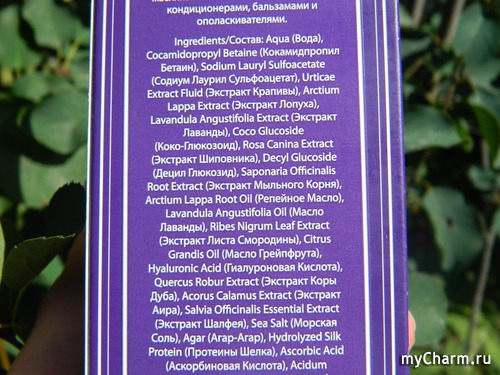 кондиционерами, бальзамами и
ополаскивателями.
Ingredients/Состав: Aqua (Вода),
Cocamidopropyl Betaine (Кокамидпропил
Бетаин), Sodium Lauryl Sulfoacetate
(Содиум Лаурил Сульфоацетат), Urticae
Extract Fluid (Экстракт Крапивы), Arctium
Lappa Extract (Экстракт Лопуха),
Lavandula Angustifolia Extract (Экстракт
Лаванды), Coco Glucoside
(Коко-Глюкозоид), Rosa Canina Extract
(Экстракт Шиповника), Decyl Glucoside
(Децил Глюкозид), Saponaria Officinalis
Root Extract (Экстракт Мыльного Корня),
Arctium Lappa Root Oil (Репейное Масло),
Lavandula Angustifolia Oil (Масло
Лаванды), Ribes Nigrum Leaf Extract
(Экстракт Листа Смородины), Citrus
Grandis Oil (Масло Грейпфрута),
Hyaluronic Acid (Гиалуроновая Кислота),
Quercus Robur Extract (Экстракт Коры
Дуба), Acorus Calamus Extract (Экстракт
Аира), Salvia Officinalis Essential Extract
(Экстракт Шалфея), Sea Salt (Морская
Соль), Agar (Агар-Агар), Hydrolyzed Silk
Protein (Протеины Шелка), Ascorbic Acid
(Аскорбиновая Кислота), Acidum
myCharm.ru